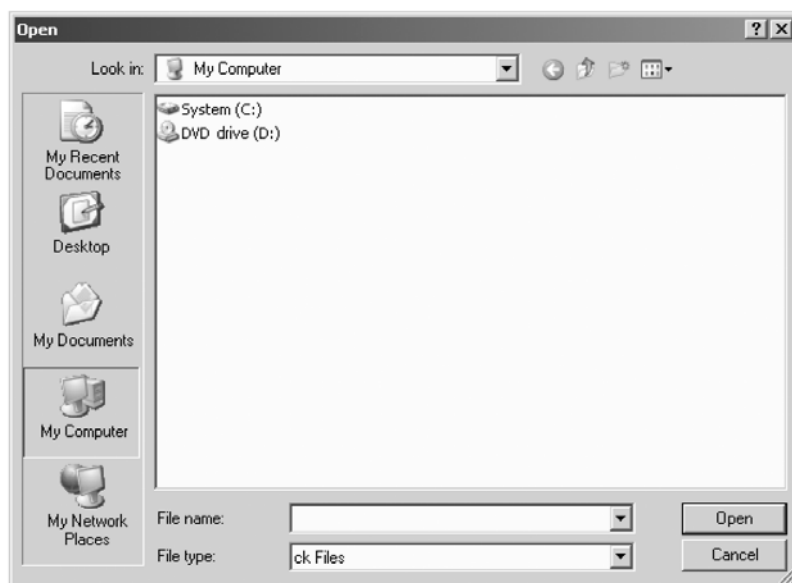 Open
Look in: My Computer
System (C:)
DVD drive (D:)
My Recent
Documents
Desktop
My Documents
My Computer
My Network
Places
File name:
Open
File type: ck Files
Cancel